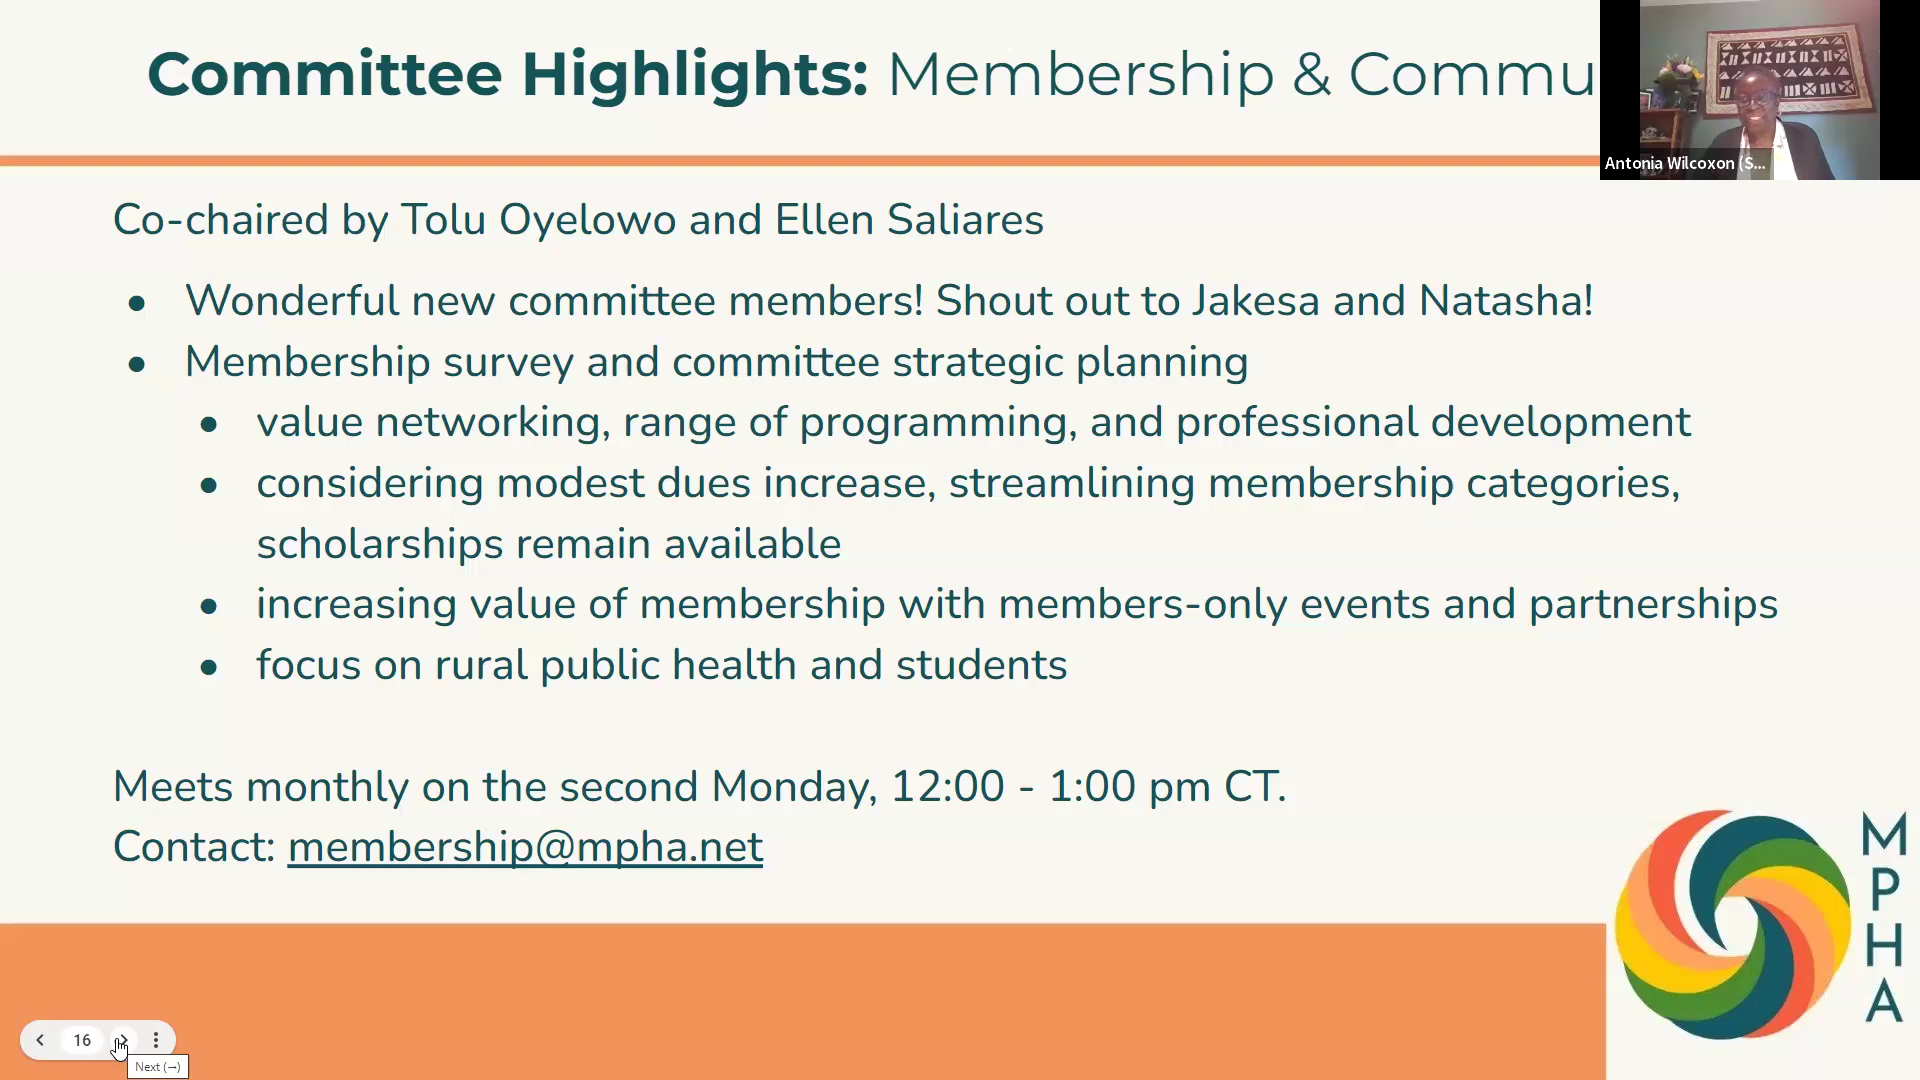 Committee Highlights: Membership & Commu
Antonia Wilcoxon (S...
Co-chaired by Tolu Oyelowo and Ellen Saliares
● Wonderful new committee members! Shout out to Jakesa and Natasha!
● Membership survey and committee strategic planning
● value networking, range of programming, and professional development
● considering modest dues increase, streamlining membership categories,
scholarships remain available
● increasing value of membership with members-only events and partnerships
● focus on rural public health and students
Meets monthly on the second Monday, 12:00 - 1:00 pm CT.
Contact: membership@mpha.net
M
P
H
A
16
Next (→)